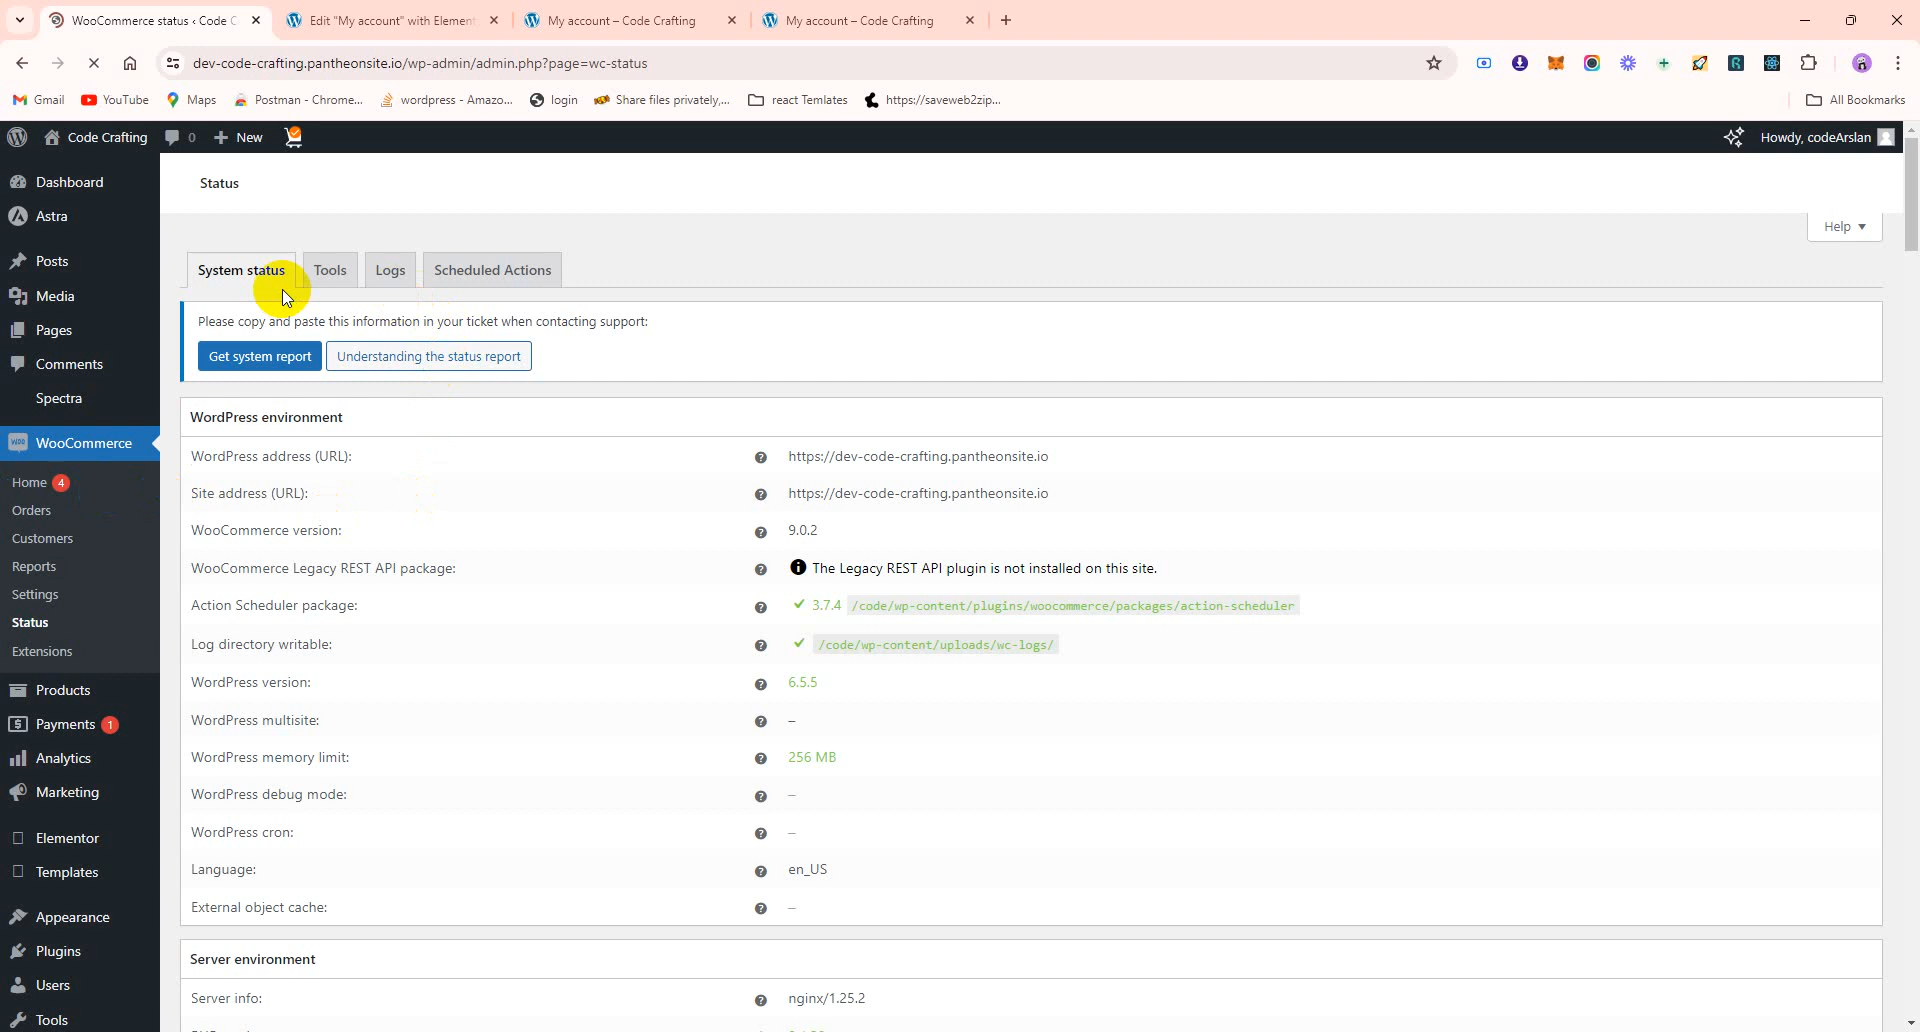 WooCommerce status ‹ Code C
Edit "My account" with Element
My account – Code Crafting
My account – Code Crafting
dev-code-crafting.pantheonsite.io/wp-admin/admin.php?page=wc-status
Gmail
YouTube
Maps
Postman - Chrome...
wordpress - Amazo...
login
Share files privately,...
react Temlates
https://saveweb2zip...
All Bookmarks
Code Crafting
0
New
Howdy, codeArslan
Dashboard
Astra
Posts
Media
Pages
Comments
Spectra
WooCommerce
Home 4
Orders
Customers
Reports
Settings
Status
Extensions
Products
Payments 1
Analytics
Marketing
Elementor
Templates
Appearance
Plugins
Users
Tools
Status
Help
System status
Tools
Logs
Scheduled Actions
Please copy and paste this information in your ticket when contacting support:
Get system report
Understanding the status report
WordPress environment
WordPress address (URL): https://dev-code-crafting.pantheonsite.io
Site address (URL): https://dev-code-crafting.pantheonsite.io
WooCommerce version: 9.0.2
WooCommerce Legacy REST API package: The Legacy REST API plugin is not installed on this site.
Action Scheduler package: 3.7.4 /code/wp-content/plugins/woocommerce/packages/action-scheduler
Log directory writable: /code/wp-content/uploads/wc-logs/
WordPress version: 6.5.5
WordPress multisite: –
WordPress memory limit: 256 MB
WordPress debug mode: –
WordPress cron: –
Language: en_US
External object cache: –
Server environment
Server info: nginx/1.25.2